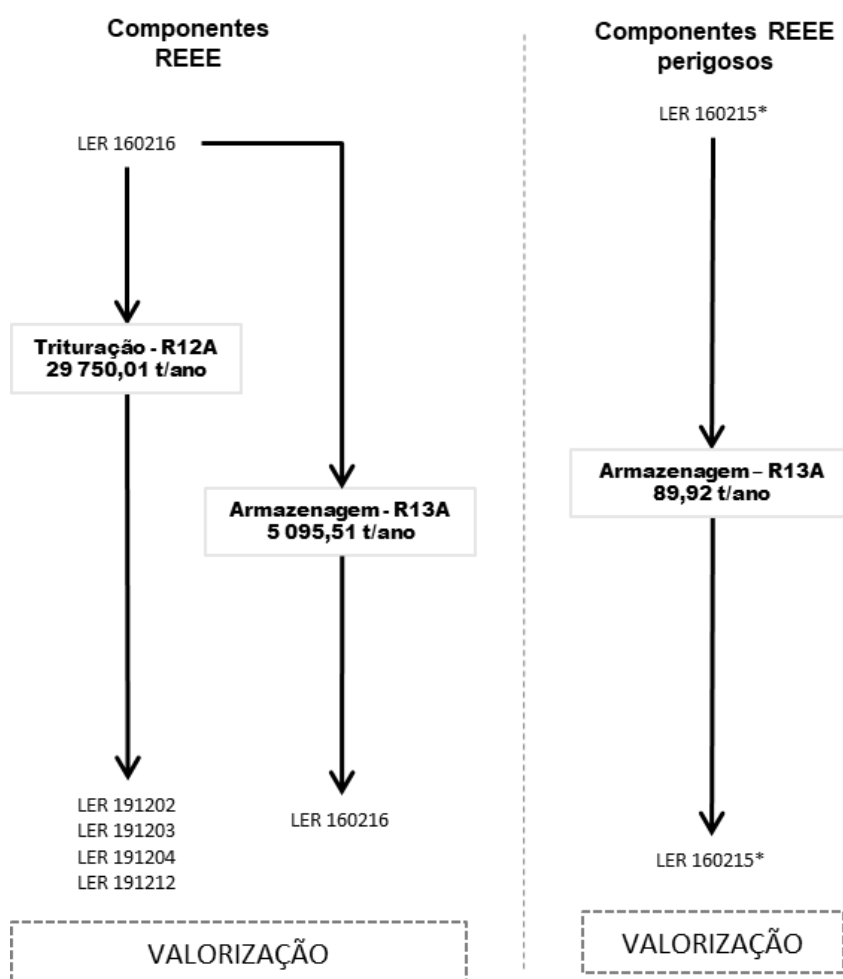 Componentes
REEE
LER 160216
Trituração - R12A
29 750,01 t/ano
Armazenagem - R13A
5 095,51 t/ano
LER 191202
LER 191203
LER 191204
LER 191212
LER 160216
VALORIZAÇÃO
Componentes REEE
perigosos
LER 160215*
Armazenagem – R13A
89,92 t/ano
LER 160215*
VALORIZAÇÃO